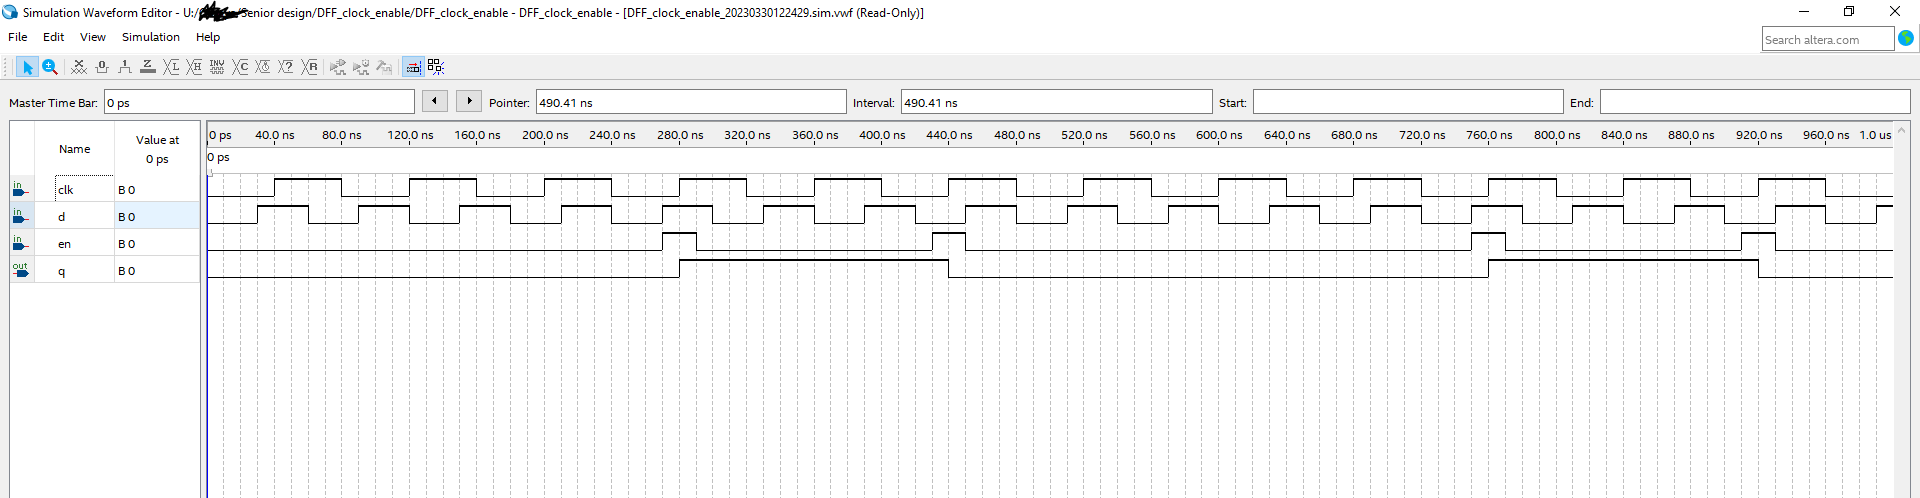 Simulation Waveform Editor - U:/ /Senior design/DFF_clock_enable/DFF_clock_enable - DFF_clock_enable - [DFF_clock_enable_20230330122429.sim.vwf (Read-Only)]
File Edit View Simulation Help
Search altera.com
Master Time Bar: 0 ps Pointer: 490.41 ns Interval: 490.41 ns Start: End:
Name Value at 0 ps
0 ps 40.0 ns 80.0 ns 120.0 ns 160.0 ns 200.0 ns 240.0 ns 280.0 ns 320.0 ns 360.0 ns 400.0 ns 440.0 ns 480.0 ns 520.0 ns 560.0 ns 600.0 ns 640.0 ns 680.0 ns 720.0 ns 760.0 ns 800.0 ns 840.0 ns 880.0 ns 920.0 ns 960.0 ns 1.0 us
0 ps
in clk B 0
in d B 0
in en B 0
out q B 0